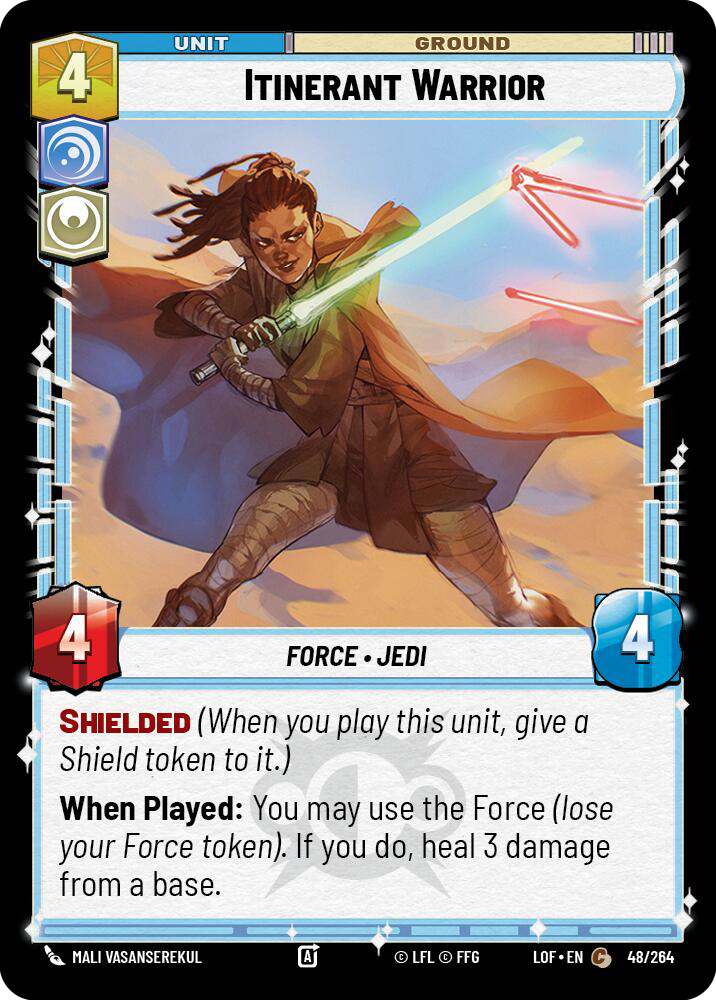 UNIT
GROUND
4
ITINERANT WARRIOR
4
FORCE • JEDI
4
SHIELDED (When you play this unit, give a
Shield token to it.)
When Played: You may use the Force (lose
your Force token). If you do, heal 3 damage
from a base.
MALI VASANSEREKUL
A
© LFL © FFG
LOF • EN
C
48/264